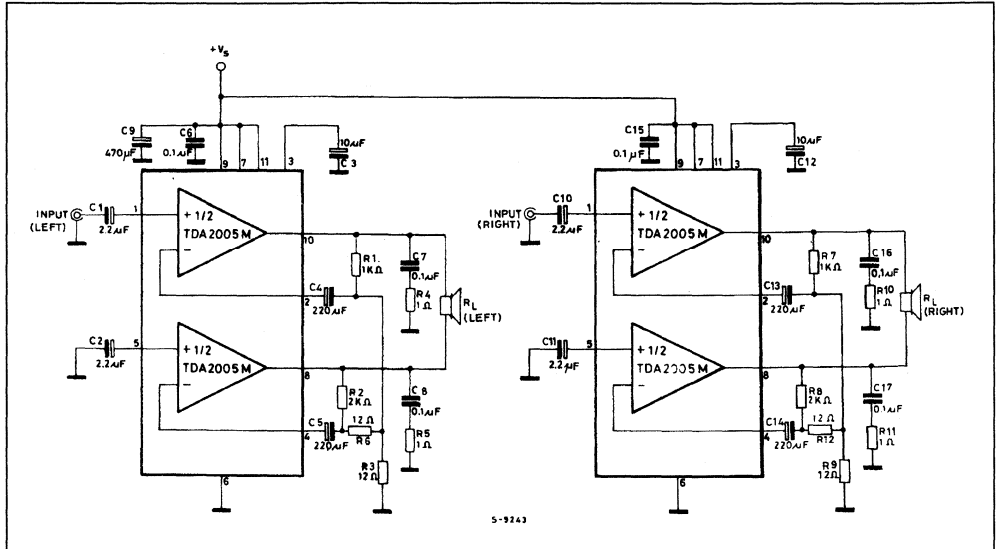 +Vs
C9
470µF
C6
0.1µF
9
7
11
3
10µF
C3
INPUT
(LEFT)
C1
2.2µF
1
+ 1/2
TDA2005M
−
10
R1.
1KΩ
C7
0.1µF
R4
1Ω
2
C4
220µF
RL
(LEFT)
C2
2.2µF
5
+ 1/2
TDA2005M
−
8
R2
2KΩ
C8
0.1µF
C5
220µF
12Ω
R6
4
R5
1Ω
R3
12Ω
6
C15
0.1µF
9
7
11
3
10µF
C12
INPUT
(RIGHT)
C10
2.2µF
1
+ 1/2
TDA2005M
−
10
R7
1KΩ
C16
0.1µF
R10
1Ω
2
C13
220µF
RL
(RIGHT)
C11
2.2µF
5
+ 1/2
TDA2005M
−
8
R8
2KΩ
C17
0.1µF
C14
220µF
12Ω
R12
4
R11
1Ω
R9
12Ω
6
S-9243